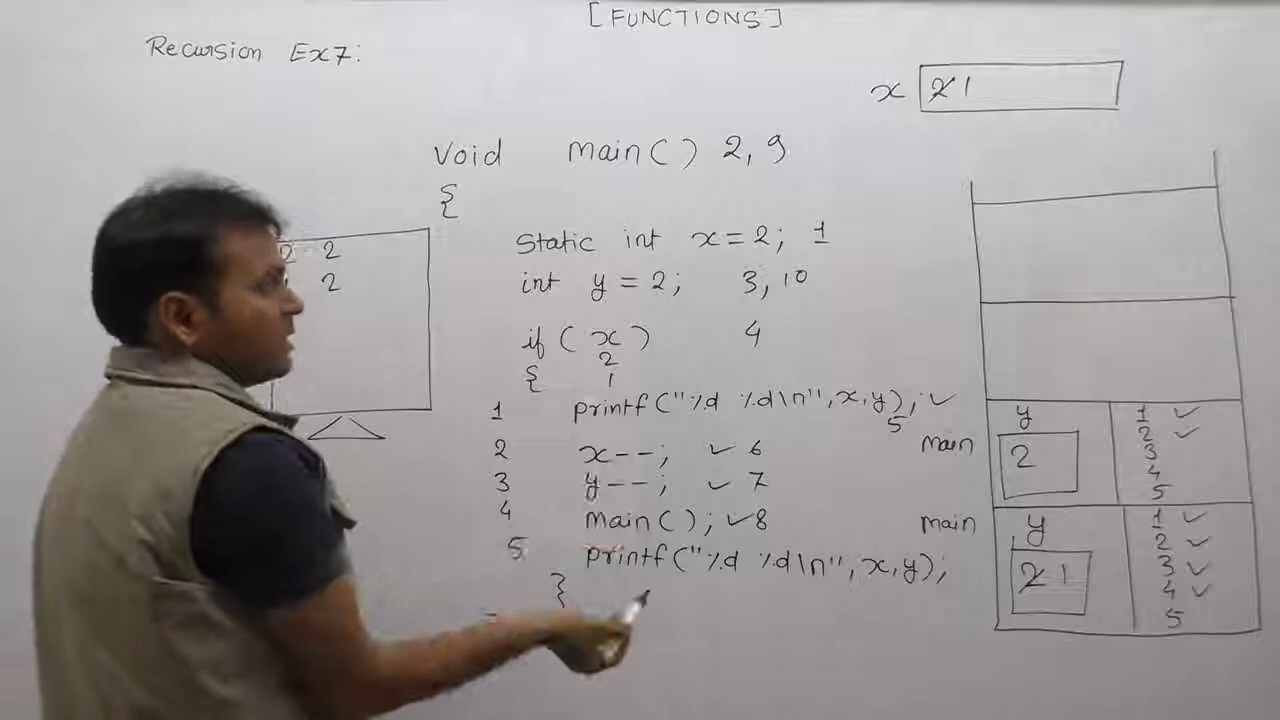 [FUNCTIONS]
Recursion Ex7:
x 2 1
Void main() 2, 9
{
Static int x=2; 1
int y = 2; 3, 10
if ( x ) 4
2
{ 1
1 printf("%d %d\n", x, y); ✓
5
2 x--; ✓ 6
3 y--; ✓ 7
4 main(); ✓ 8
5 printf("%d %d\n", x, y);
}
2 2
2
main y 2
1 ✓
2 ✓
3
4
5
main y 2 1
1 ✓
2 ✓
3 ✓
4 ✓
5